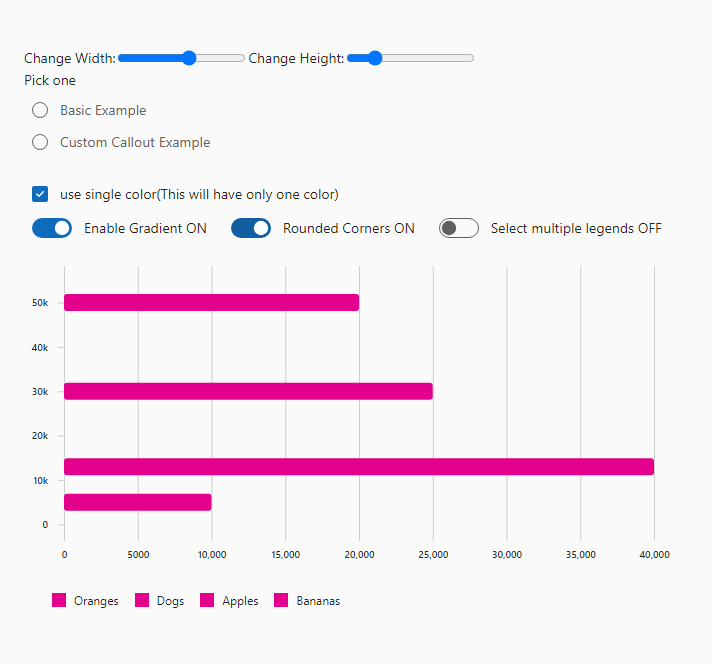 Change Width: Change Height:
Pick one
Basic Example
Custom Callout Example
use single color(This will have only one color)
Enable Gradient ON Rounded Corners ON Select multiple legends OFF
50k
40k
30k
20k
10k
0
0 5000 10,000 15,000 20,000 25,000 30,000 35,000 40,000
Oranges Dogs Apples Bananas